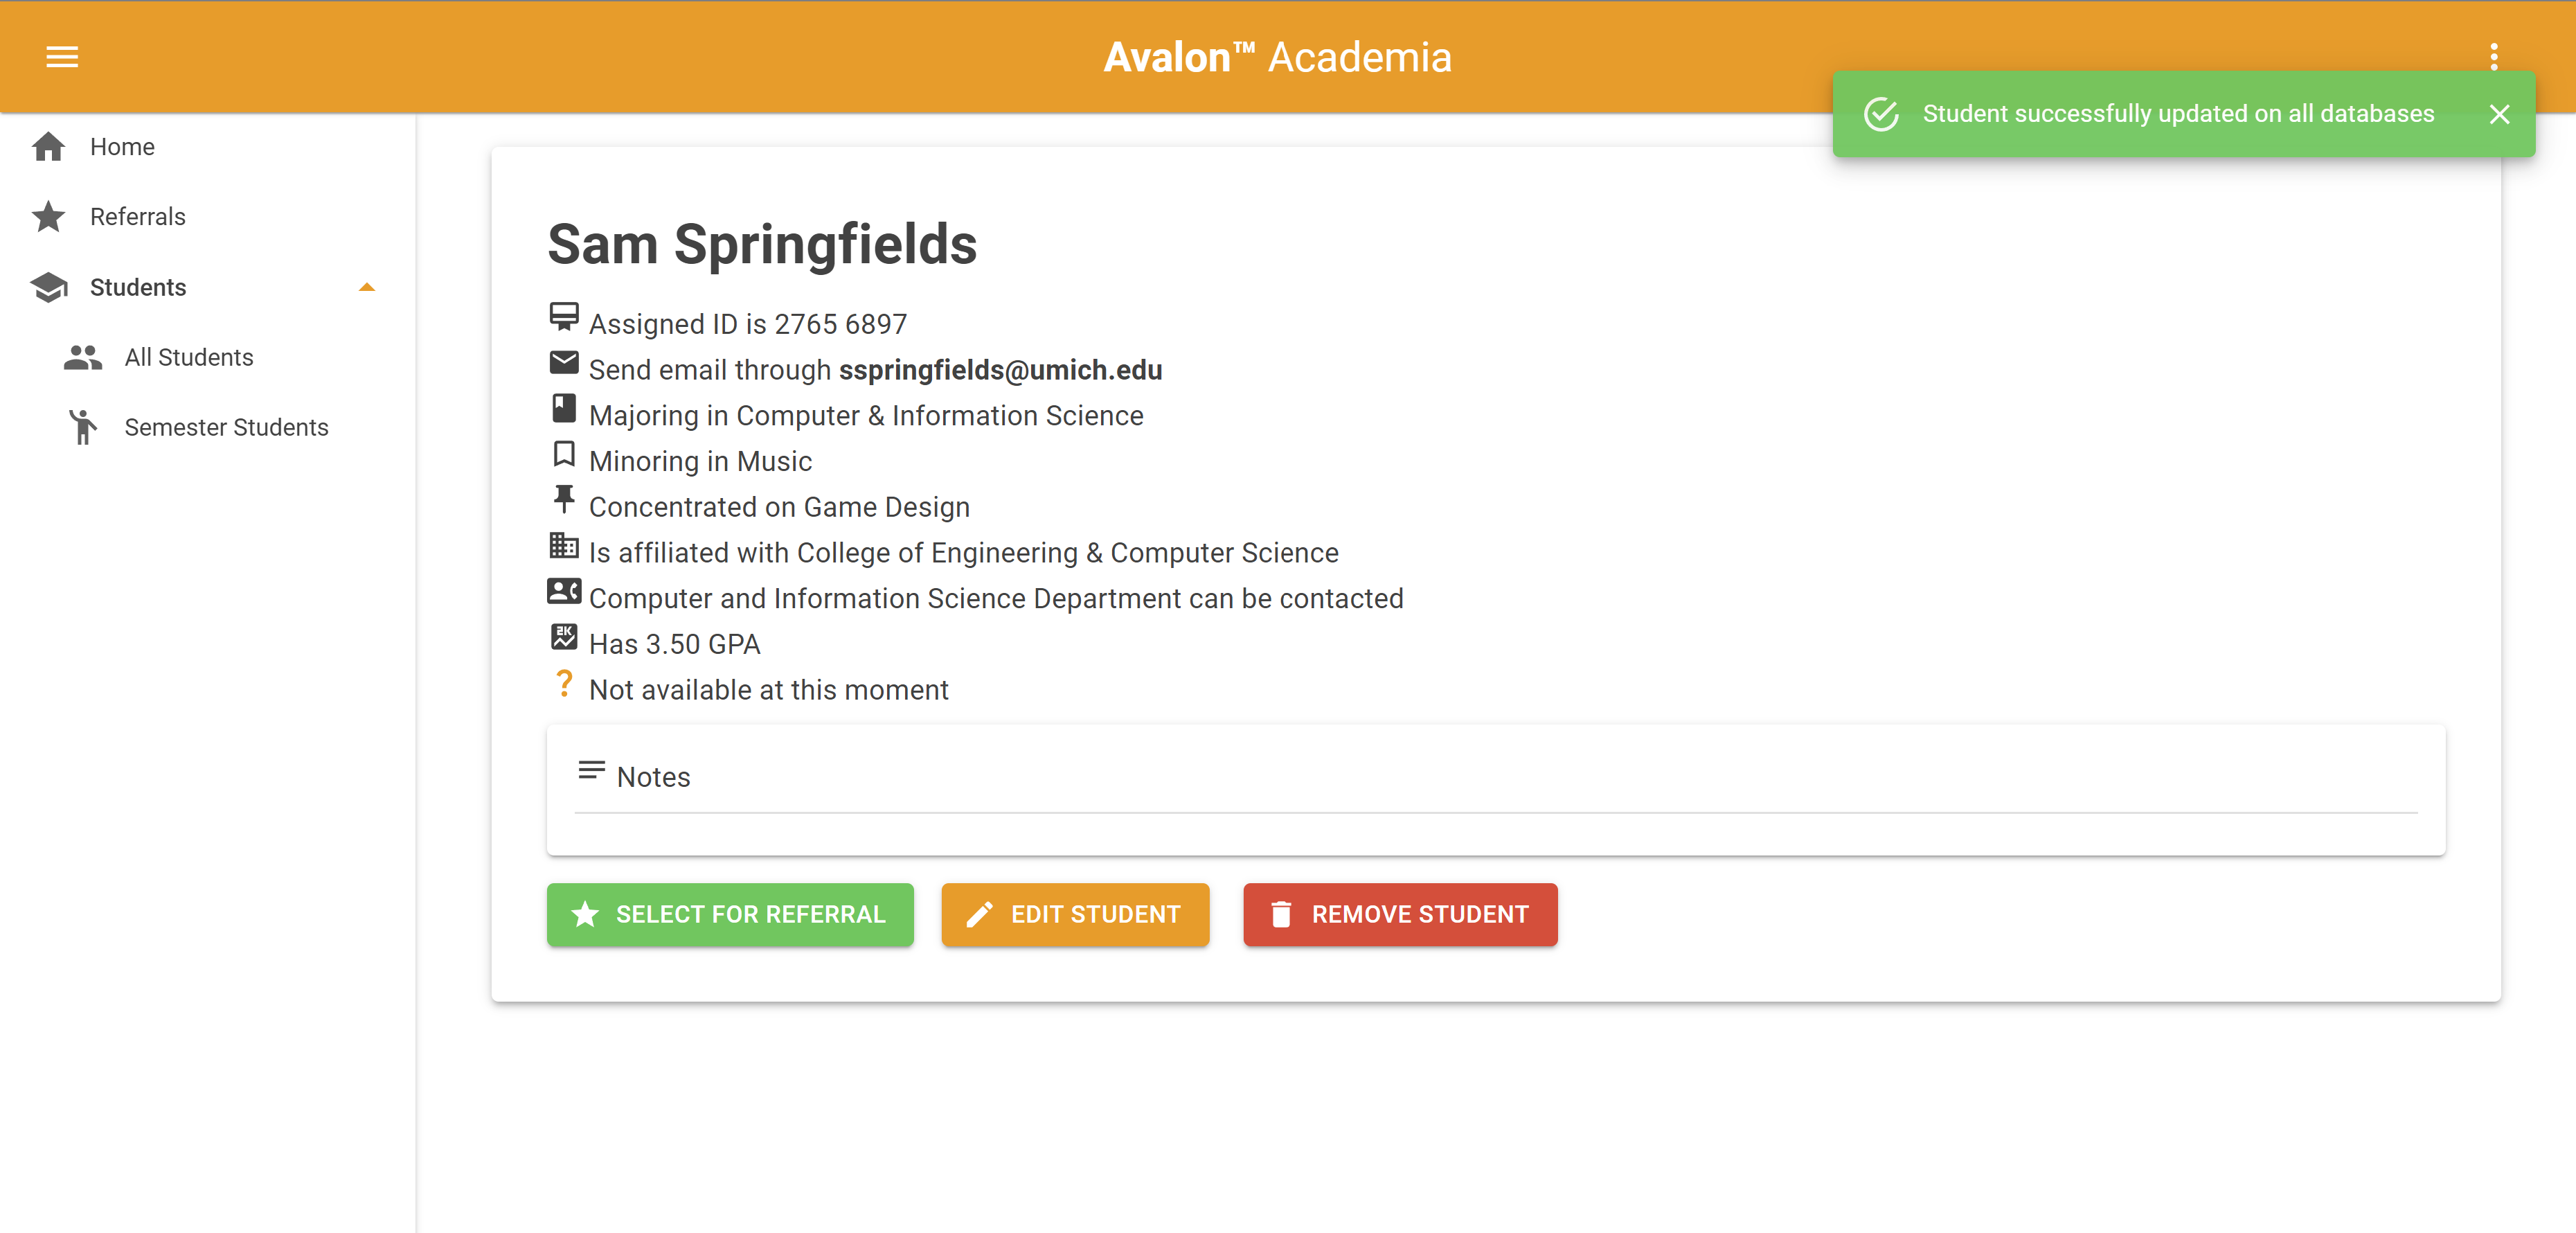 Avalon™ Academia
Student successfully updated on all databases
Home
Referrals
Students
All Students
Semester Students
Sam Springfields
Assigned ID is 2765 6897
Send email through sspringfields@umich.edu
Majoring in Computer & Information Science
Minoring in Music
Concentrated on Game Design
Is affiliated with College of Engineering & Computer Science
Computer and Information Science Department can be contacted
2K
Has 3.50 GPA
? Not available at this moment
Notes
SELECT FOR REFERRAL
EDIT STUDENT
REMOVE STUDENT